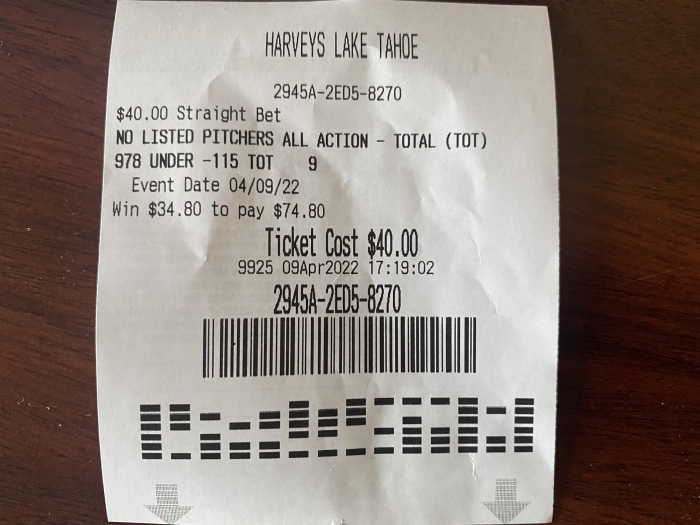 HARVEYS LAKE TAHOE
2945A-2ED5-8270
$40.00 Straight Bet
NO LISTED PITCHERS ALL ACTION - TOTAL (TOT)
978 UNDER -115 TOT 9
Event Date 04/09/22
Win $34.80 to pay $74.80
Ticket Cost $40.00
9925 09Apr2022 17:19:02
2945A-2ED5-8270